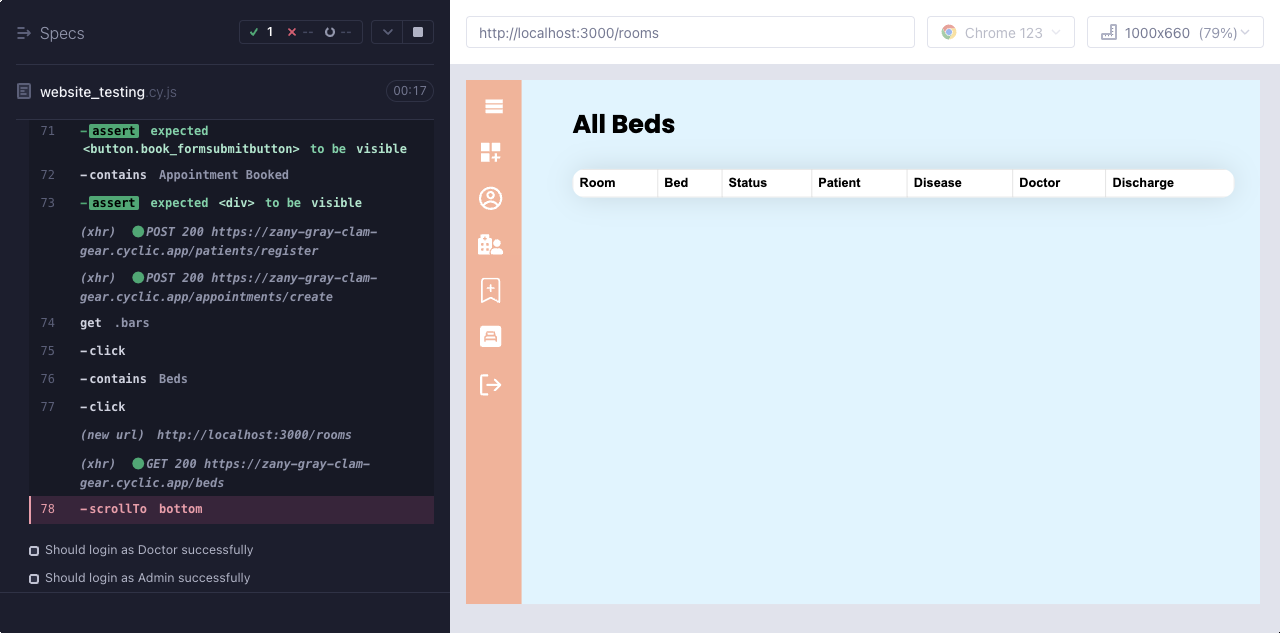 Specs
1
--
--
website_testing.cy.js
00:17
71 -assert expected
<button.book_formsubmitbutton> to be visible
72 -contains Appointment Booked
73 -assert expected <div> to be visible
(xhr) POST 200 https://zany-gray-clam-
gear.cyclic.app/patients/register
(xhr) POST 200 https://zany-gray-clam-
gear.cyclic.app/appointments/create
74 get .bars
75 -click
76 -contains Beds
77 -click
(new url) http://localhost:3000/rooms
(xhr) GET 200 https://zany-gray-clam-
gear.cyclic.app/beds
78 -scrollTo bottom
Should login as Doctor successfully
Should login as Admin successfully
http://localhost:3000/rooms
Chrome 123
1000x660 (79%)
All Beds
Room Bed Status Patient Disease Doctor Discharge